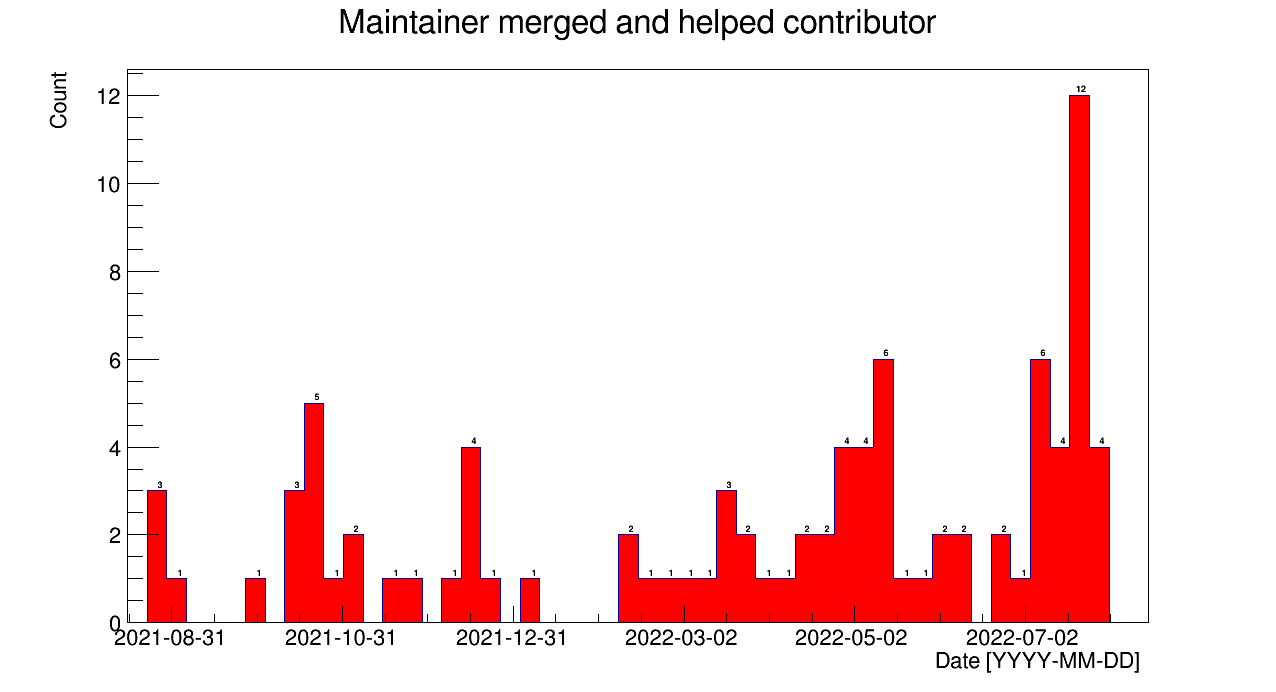 Maintainer merged and helped contributor
Count
12
10
8
6
4
2
0
3 1 1 3 5 1 2 1 1 1 4 1 1 2 1 1 1 1 3 2 1 1 2 2 4 4 6 1 1 2 2 2 1 6 4 12 4
2021-08-31 2021-10-31 2021-12-31 2022-03-02 2022-05-02 2022-07-02
Date [YYYY-MM-DD]